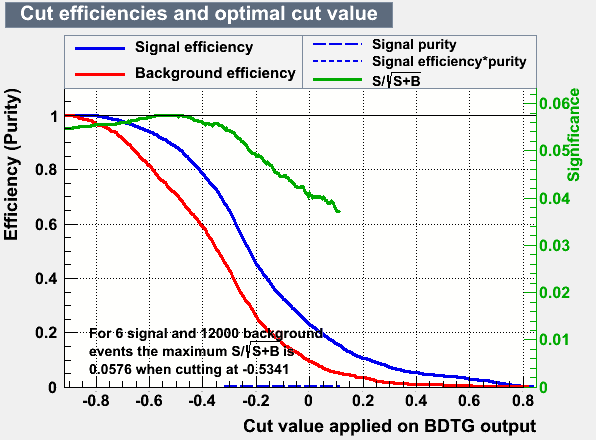 Cut efficiencies and optimal cut value
Signal efficiency
Background efficiency
Signal purity
Signal efficiency*purity
S/√S+B
Efficiency (Purity)
1
0.8
0.6
0.4
0.2
0
0.06
0.05
0.04
0.03
0.02
0.01
0
Significance
For 6 signal and 12000 background
events the maximum S/√S+B is
0.0576 when cutting at -0.5341
-0.8 -0.6 -0.4 -0.2 0 0.2 0.4 0.6 0.8
Cut value applied on BDTG output